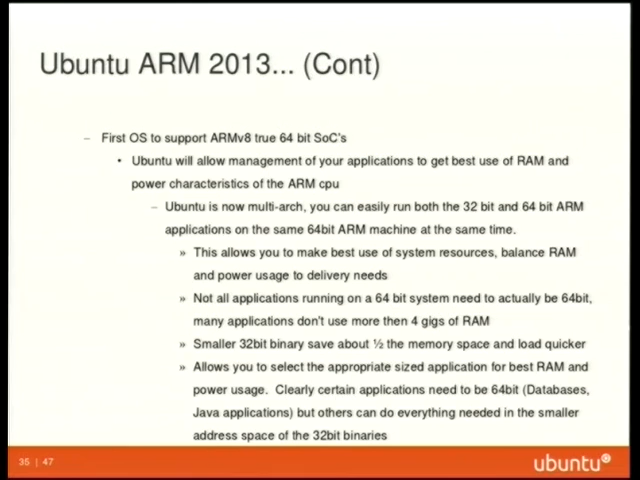 Ubuntu ARM 2013... (Cont)
– First OS to support ARMv8 true 64 bit SoC's
• Ubuntu will allow management of your applications to get best use of RAM and
power characteristics of the ARM cpu
– Ubuntu is now multi-arch, you can easily run both the 32 bit and 64 bit ARM
applications on the same 64bit ARM machine at the same time.
» This allows you to make best use of system resources, balance RAM
and power usage to delivery needs
» Not all applications running on a 64 bit system need to actually be 64bit,
many applications don't use more then 4 gigs of RAM
» Smaller 32bit binary save about ½ the memory space and load quicker
» Allows you to select the appropriate sized application for best RAM and
power usage. Clearly certain applications need to be 64bit (Databases,
Java applications) but others can do everything needed in the smaller
address space of the 32bit binaries
35 | 47
ubuntu